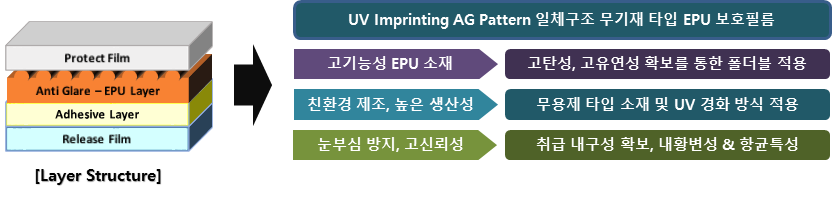 Protect Film
Anti Glare – EPU Layer
Adhesive Layer
Release Film
[Layer Structure]
UV Imprinting AG Pattern 일체구조 무기재 타입 EPU 보호필름
고기능성 EPU 소재
고탄성, 고유연성 확보를 통한 폴더블 적용
친환경 제조, 높은 생산성
무용제 타입 소재 및 UV 경화 방식 적용
눈부심 방지, 고신뢰성
취급 내구성 확보, 내황변성 & 항균특성